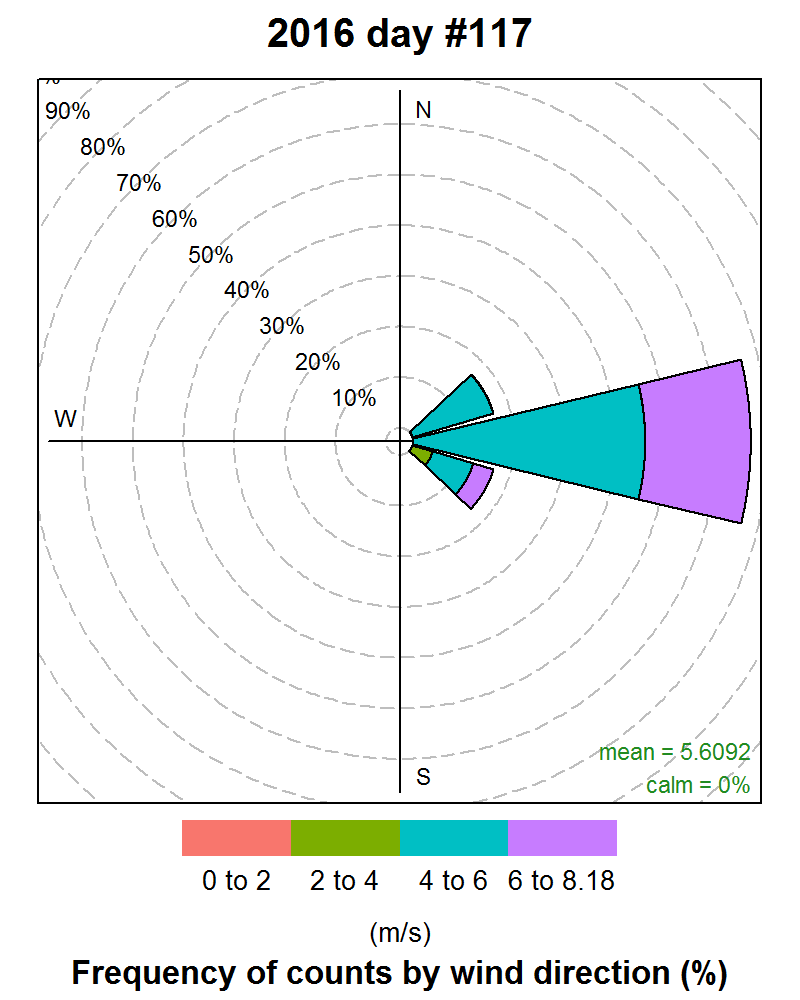 2016 day #117
%
90%
N
80%
70%
60%
50%
40%
30%
20%
10%
W
mean = 5.6092
S
calm = 0%
0 to 2 2 to 4 4 to 6 6 to 8.18
(m/s)
Frequency of counts by wind direction (%)